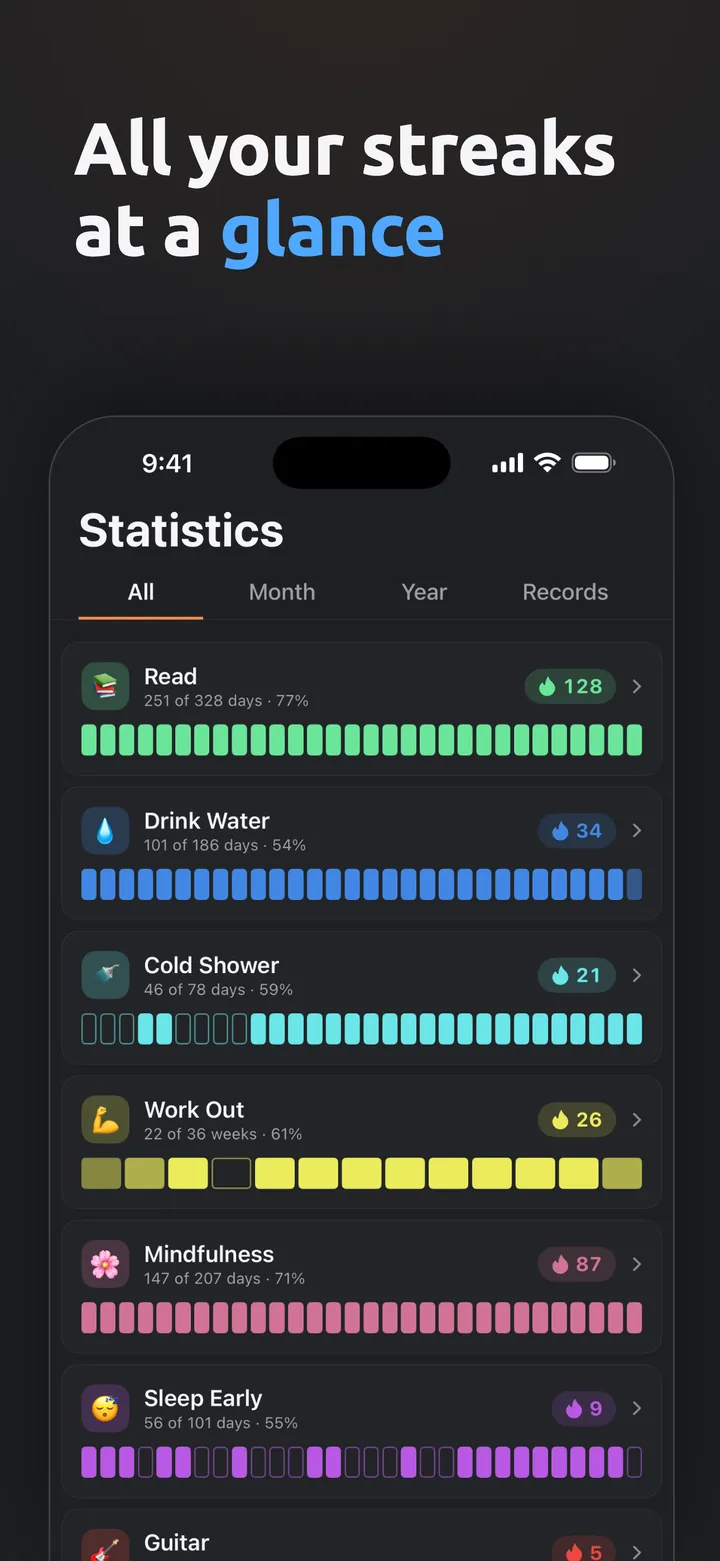 All your streaks
at a glance
9:41
Statistics
All Month Year Records
Read
128
251 of 328 days · 77%
Drink Water
34
101 of 186 days · 54%
Cold Shower
21
46 of 78 days · 59%
Work Out
26
22 of 36 weeks · 61%
Mindfulness
87
147 of 207 days · 71%
Sleep Early
9
56 of 101 days · 55%
Guitar
5